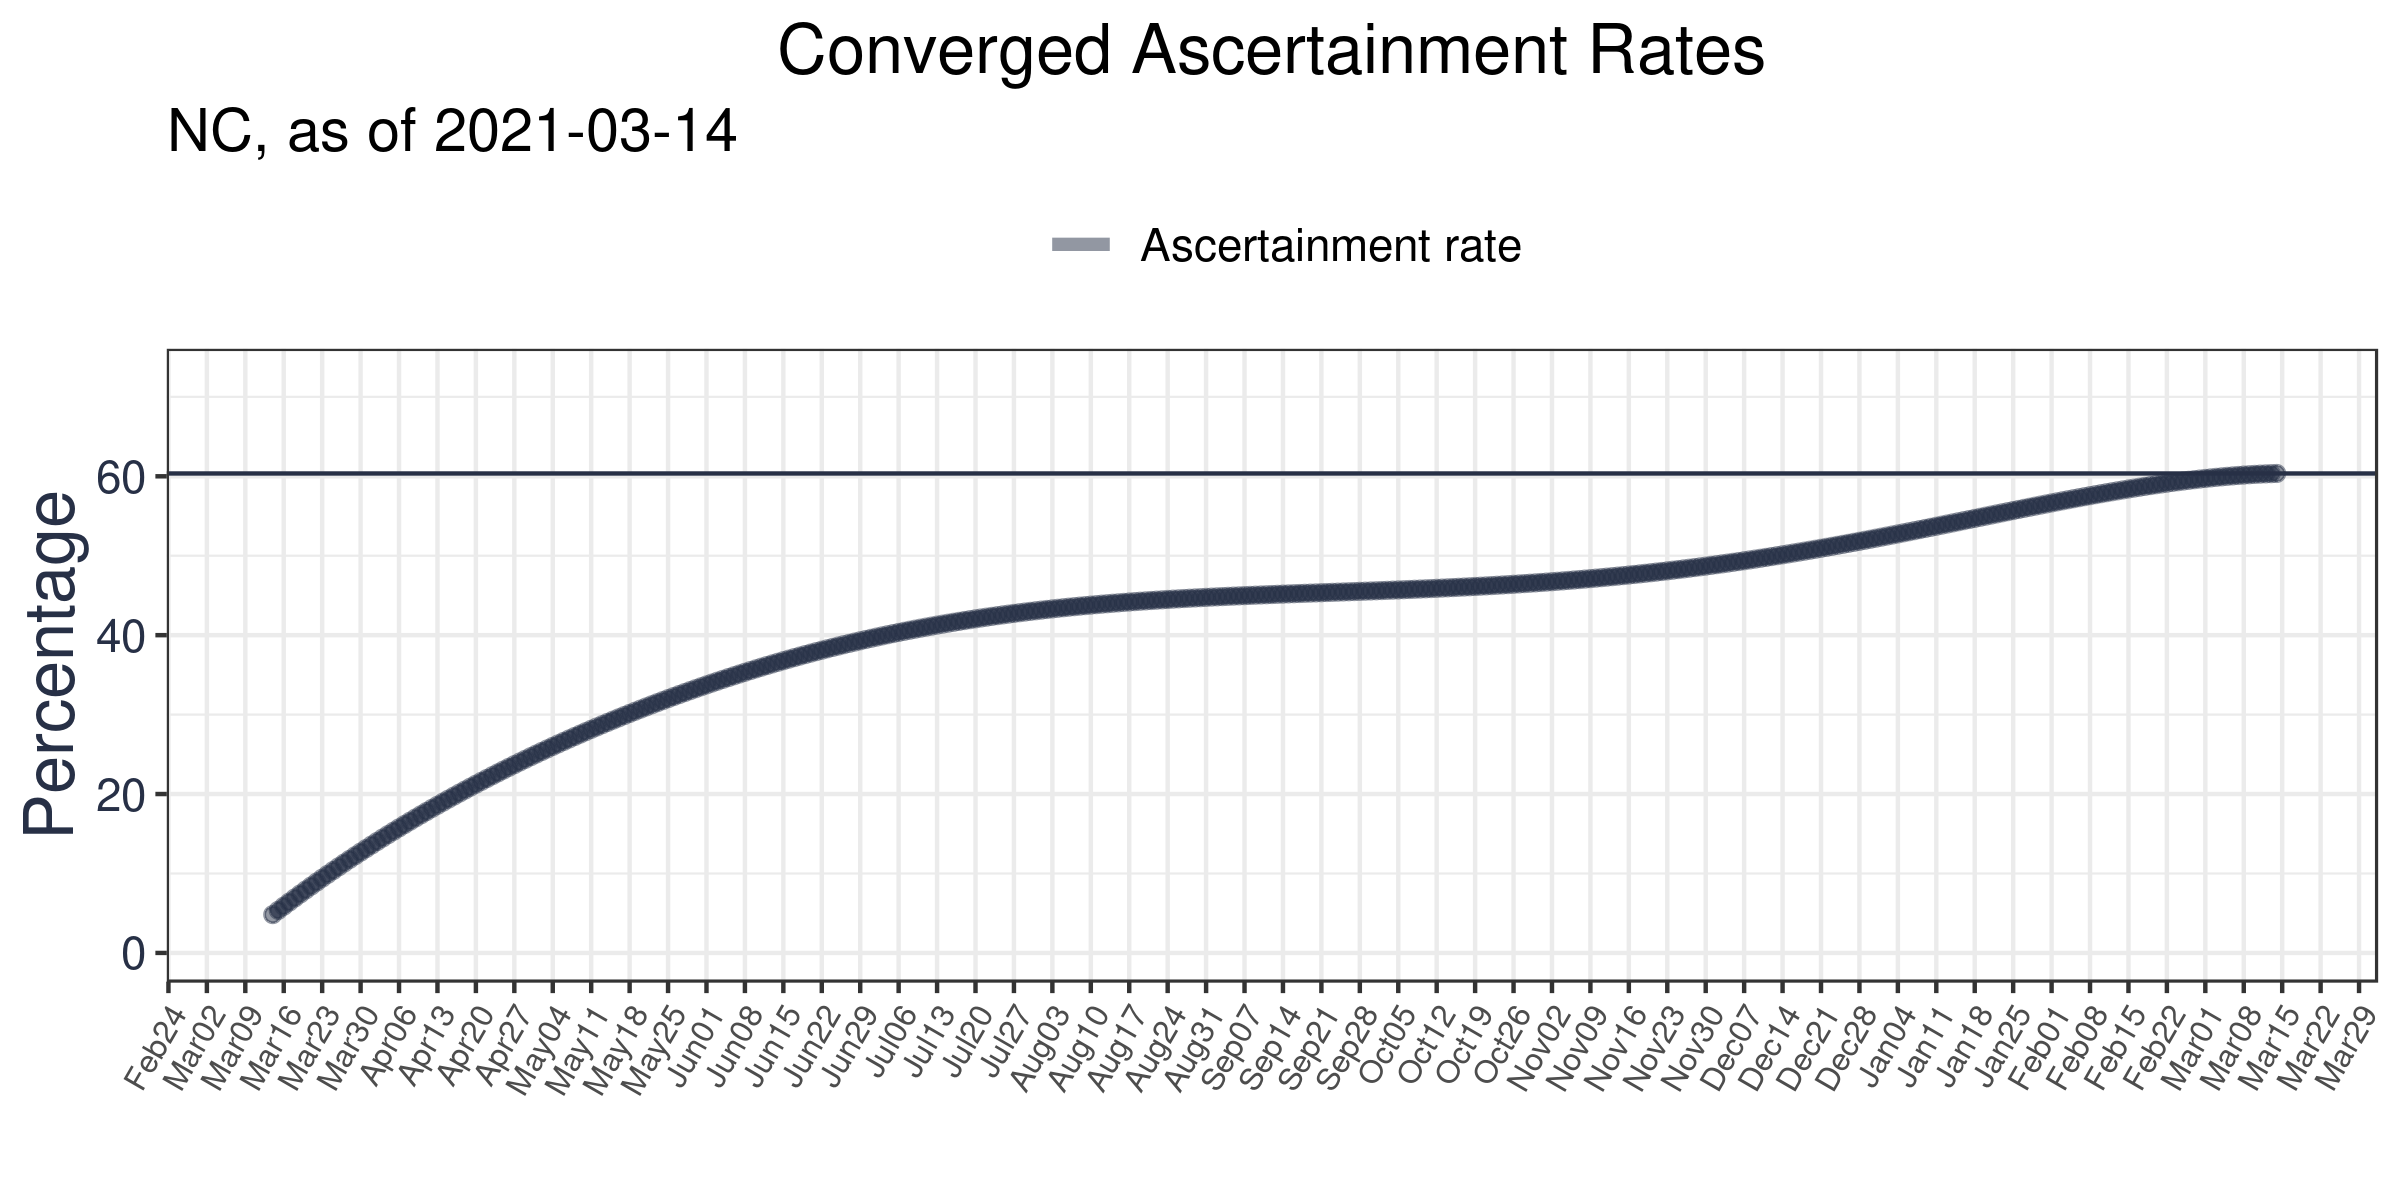 Converged Ascertainment Rates
NC, as of 2021-03-14
Ascertainment rate
Percentage
60
40
20
0
Feb24
Mar02
Mar09
Mar16
Mar23
Mar30
Apr06
Apr13
Apr20
Apr27
May04
May11
May18
May25
Jun01
Jun08
Jun15
Jun22
Jun29
Jul06
Jul13
Jul20
Jul27
Aug03
Aug10
Aug17
Aug24
Aug31
Sep07
Sep14
Sep21
Sep28
Oct05
Oct12
Oct19
Oct26
Nov02
Nov09
Nov16
Nov23
Nov30
Dec07
Dec14
Dec21
Dec28
Jan04
Jan11
Jan18
Jan25
Feb01
Feb08
Feb15
Feb22
Mar01
Mar08
Mar15
Mar22
Mar29